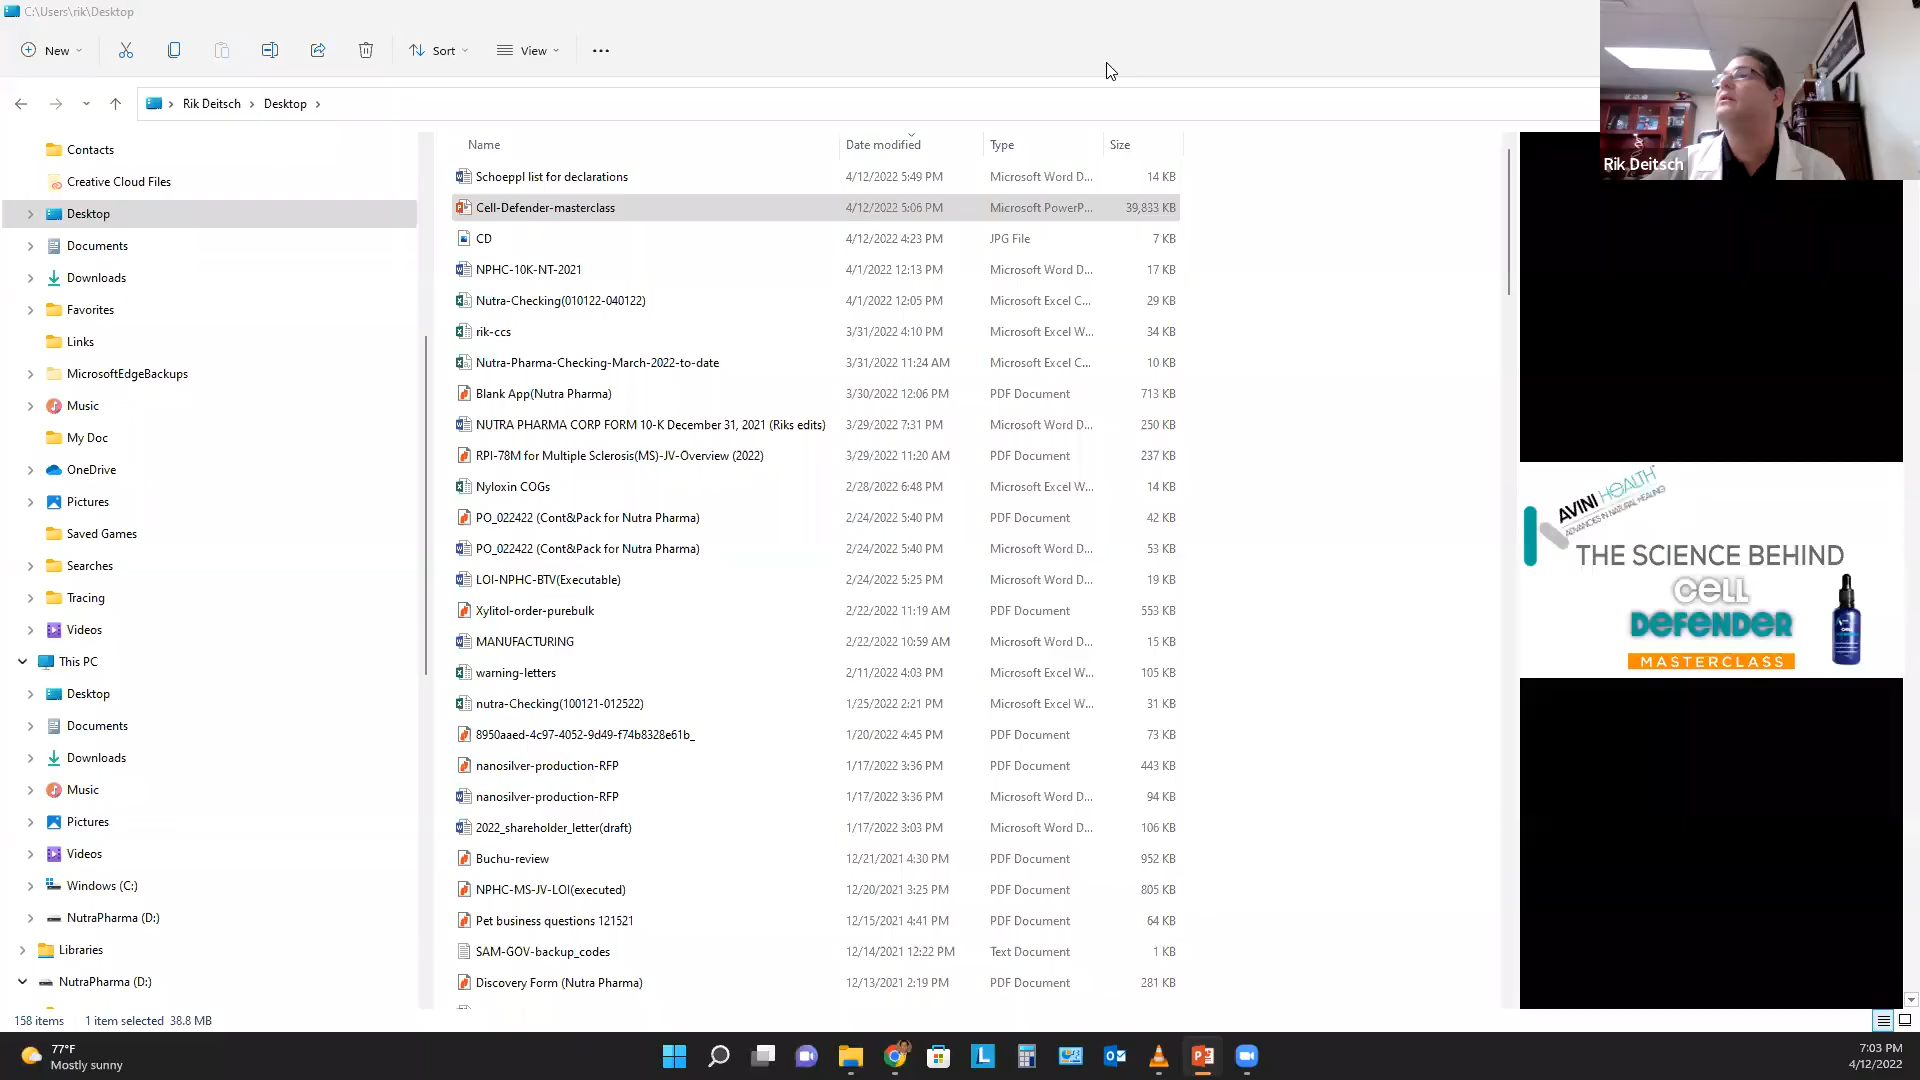 C:\Users\rik\Desktop
New
Sort
View
Rik Deitsch
Desktop
Contacts
Creative Cloud Files
Desktop
Documents
Downloads
Favorites
Links
MicrosoftEdgeBackups
Music
My Doc
OneDrive
Pictures
Saved Games
Searches
Tracing
Videos
This PC
Desktop
Documents
Downloads
Music
Pictures
Videos
Windows (C:)
NutraPharma (D:)
Libraries
NutraPharma (D:)
Name Date modified Type Size
Schoeppl list for declarations 4/12/2022 5:49 PM Microsoft Word D... 14 KB
Cell-Defender-masterclass 4/12/2022 5:06 PM Microsoft PowerP... 39,833 KB
CD 4/12/2022 4:23 PM JPG File 7 KB
NPHC-10K-NT-2021 4/1/2022 12:13 PM Microsoft Word D... 17 KB
Nutra-Checking(010122-040122) 4/1/2022 12:05 PM Microsoft Excel C... 29 KB
rik-ccs 3/31/2022 4:10 PM Microsoft Excel W... 34 KB
Nutra-Pharma-Checking-March-2022-to-date 3/31/2022 11:24 AM Microsoft Excel C... 10 KB
Blank App(Nutra Pharma) 3/30/2022 12:06 PM PDF Document 713 KB
NUTRA PHARMA CORP FORM 10-K December 31, 2021 (Riks edits) 3/29/2022 7:31 PM Microsoft Word D... 250 KB
RPI-78M for Multiple Sclerosis(MS)-JV-Overview (2022) 3/29/2022 11:20 AM PDF Document 237 KB
Nyloxin COGs 2/28/2022 6:48 PM Microsoft Excel W... 14 KB
PO_022422 (Cont&Pack for Nutra Pharma) 2/24/2022 5:40 PM PDF Document 42 KB
PO_022422 (Cont&Pack for Nutra Pharma) 2/24/2022 5:40 PM Microsoft Word D... 53 KB
LOI-NPHC-BTV(Executable) 2/24/2022 5:25 PM Microsoft Word D... 19 KB
Xylitol-order-purebulk 2/22/2022 11:19 AM PDF Document 553 KB
MANUFACTURING 2/22/2022 10:59 AM Microsoft Word D... 15 KB
warning-letters 2/11/2022 4:03 PM Microsoft Excel W... 105 KB
nutra-Checking(100121-012522) 1/25/2022 2:21 PM Microsoft Excel W... 31 KB
8950aaed-4c97-4052-9d49-f74b8328e61b_ 1/20/2022 4:45 PM PDF Document 73 KB
nanosilver-production-RFP 1/17/2022 3:36 PM PDF Document 443 KB
nanosilver-production-RFP 1/17/2022 3:36 PM Microsoft Word D... 94 KB
2022_shareholder_letter(draft) 1/17/2022 3:03 PM Microsoft Word D... 106 KB
Buchu-review 12/21/2021 4:30 PM PDF Document 952 KB
NPHC-MS-JV-LOI(executed) 12/20/2021 3:25 PM PDF Document 805 KB
Pet business questions 121521 12/15/2021 4:41 PM PDF Document 64 KB
SAM-GOV-backup_codes 12/14/2021 12:22 PM Text Document 1 KB
Discovery Form (Nutra Pharma) 12/13/2021 2:19 PM PDF Document 281 KB
Rik Deitsch
AVINI HEALTH
ADVANCES IN NATURAL HEALING
THE SCIENCE BEHIND
CELL
DEFENDER
MASTERCLASS
158 items 1 item selected 38.8 MB
77°F
Mostly sunny
7:03 PM
4/12/2022